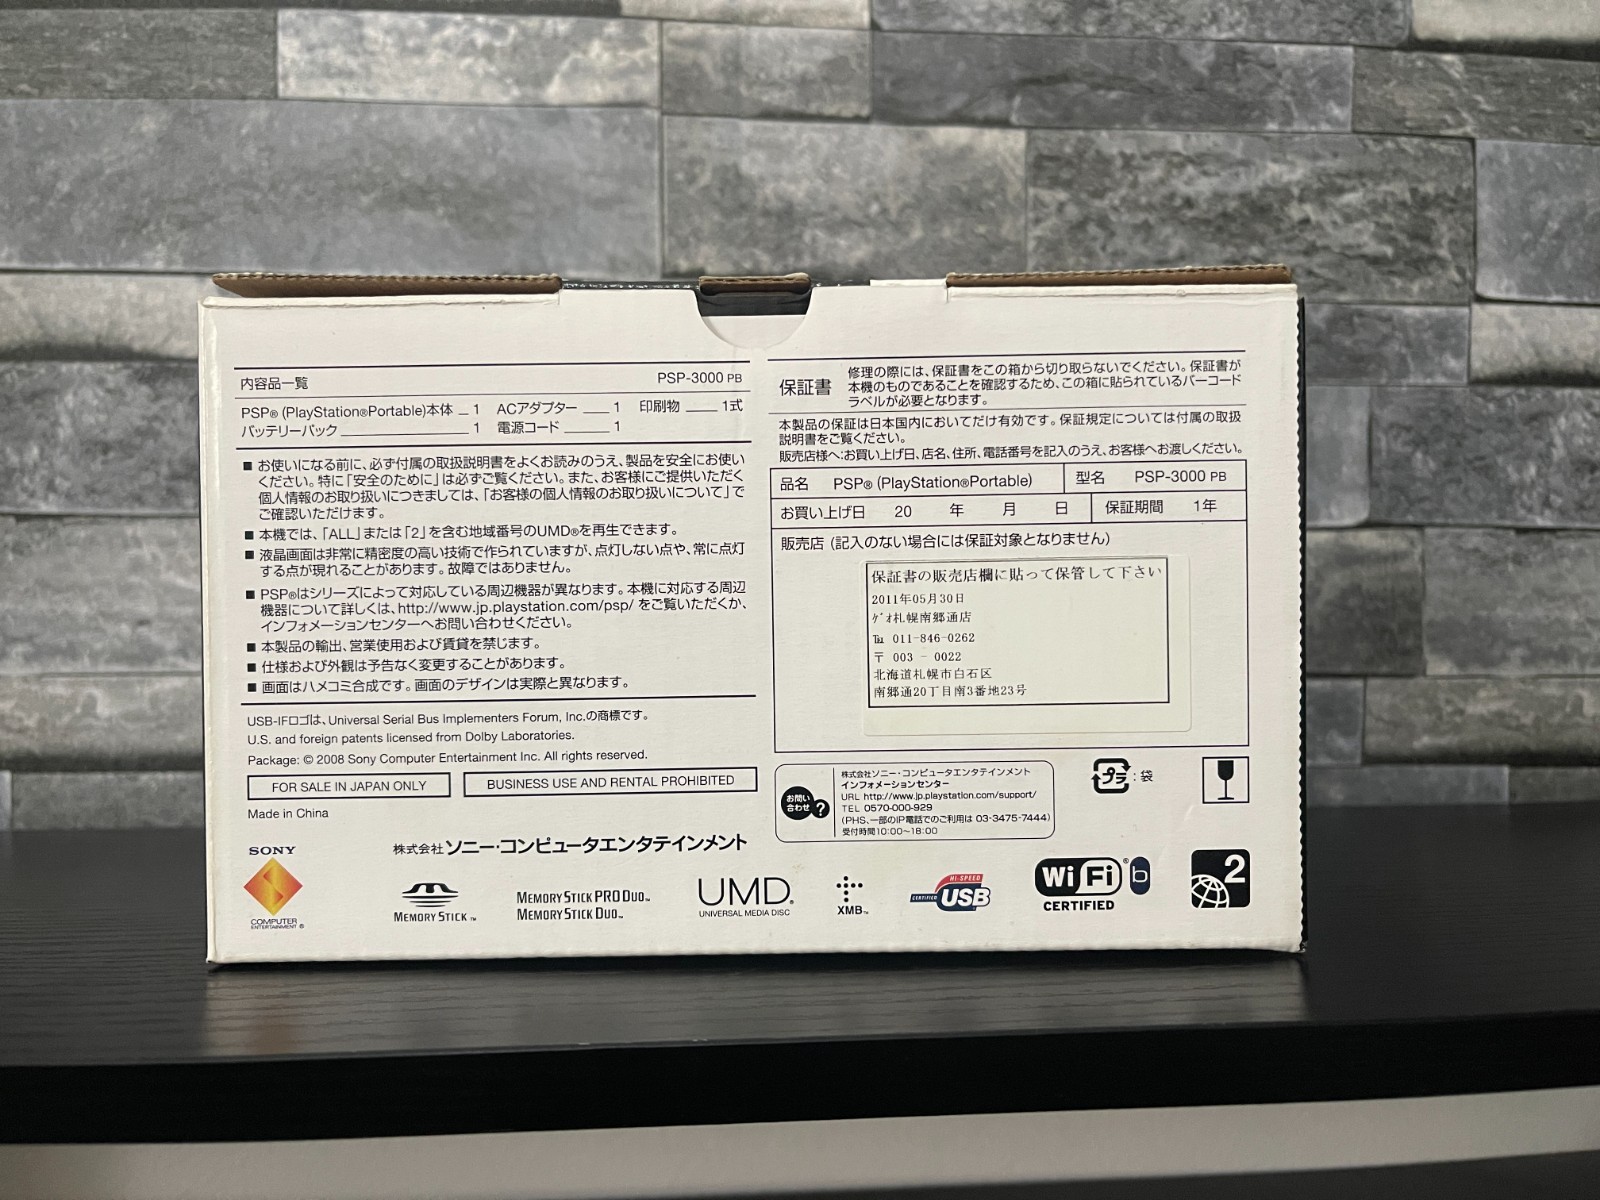 内容品一覧 PSP-3000 PB
PSP® (PlayStation®Portable)本体 1 ACアダプター 1 印刷物 1式
バッテリーパック 1 電源コード 1
■ お使いになる前に、必ず付属の取扱説明書をよくお読みのうえ、製品を安全にお使い
ください。特に「安全のために」は必ずご覧ください。また、お客様にご提供いただく
個人情報のお取り扱いにつきましては、「お客様の個人情報のお取り扱いについて」で
ご確認いただけます。
■ 本機では、「ALL」または「2」を含む地域番号のUMD®を再生できます。
■ 液晶画面は非常に精密度の高い技術で作られていますが、点灯しない点や、常に点灯
する点が現れることがあります。故障ではありません。
■ PSP®はシリーズによって対応している周辺機器が異なります。本機に対応する周辺
機器について詳しくは、http://www.jp.playstation.com/psp/ をご覧いただくか、
インフォメーションセンターへお問い合わせください。
■ 本製品の輸出、営業使用および賃貸を禁じます。
■ 仕様および外観は予告なく変更することがあります。
■ 画面はハメコミ合成です。画面のデザインは実際と異なります。
USB-IFロゴは、Universal Serial Bus Implementers Forum, Inc.の商標です。
U.S. and foreign patents licensed from Dolby Laboratories.
Package: © 2008 Sony Computer Entertainment Inc. All rights reserved.
FOR SALE IN JAPAN ONLY
BUSINESS USE AND RENTAL PROHIBITED
Made in China
保証書
修理の際には、保証書をこの箱から切り取らないでください。保証書が
本機のものであることを確認するため、この箱に貼られているバーコード
ラベルが必要となります。
本製品の保証は日本国内においてだけ有効です。保証規定については付属の取扱
説明書をご覧ください。
販売店様へ:お買い上げ日、店名、住所、電話番号を記入のうえ、お客様へお渡しください。
品名 PSP® (PlayStation®Portable) 型名 PSP-3000 PB
お買い上げ日 20 年 月 日 保証期間 1年
販売店 (記入のない場合には保証対象となりません)
保証書の販売店欄に貼って保管して下さい
2011年05月30日
ゲオ札幌南郷通店
℡ 011-846-0262
〒 003 - 0022
北海道札幌市白石区
南郷通20丁目南3番地23号
お問い
合わせ ?
株式会社ソニー・コンピュータエンタテインメント
インフォメーションセンター
URL http://www.jp.playstation.com/support/
TEL 0570-000-929
(PHS、一部のIP電話でのご利用は 03-3475-7444)
受付時間10:00〜18:00
プラ : 袋
SONY
COMPUTER
ENTERTAINMENT ®
株式会社ソニー・コンピュータエンタテインメント
MEMORY STICK ™
MEMORY STICK PRO DUO™
MEMORY STICK DUO™
UMD®
UNIVERSAL MEDIA DISC
XMB™
HI-SPEED
CERTIFIED USB
Wi Fi ® b
CERTIFIED
2